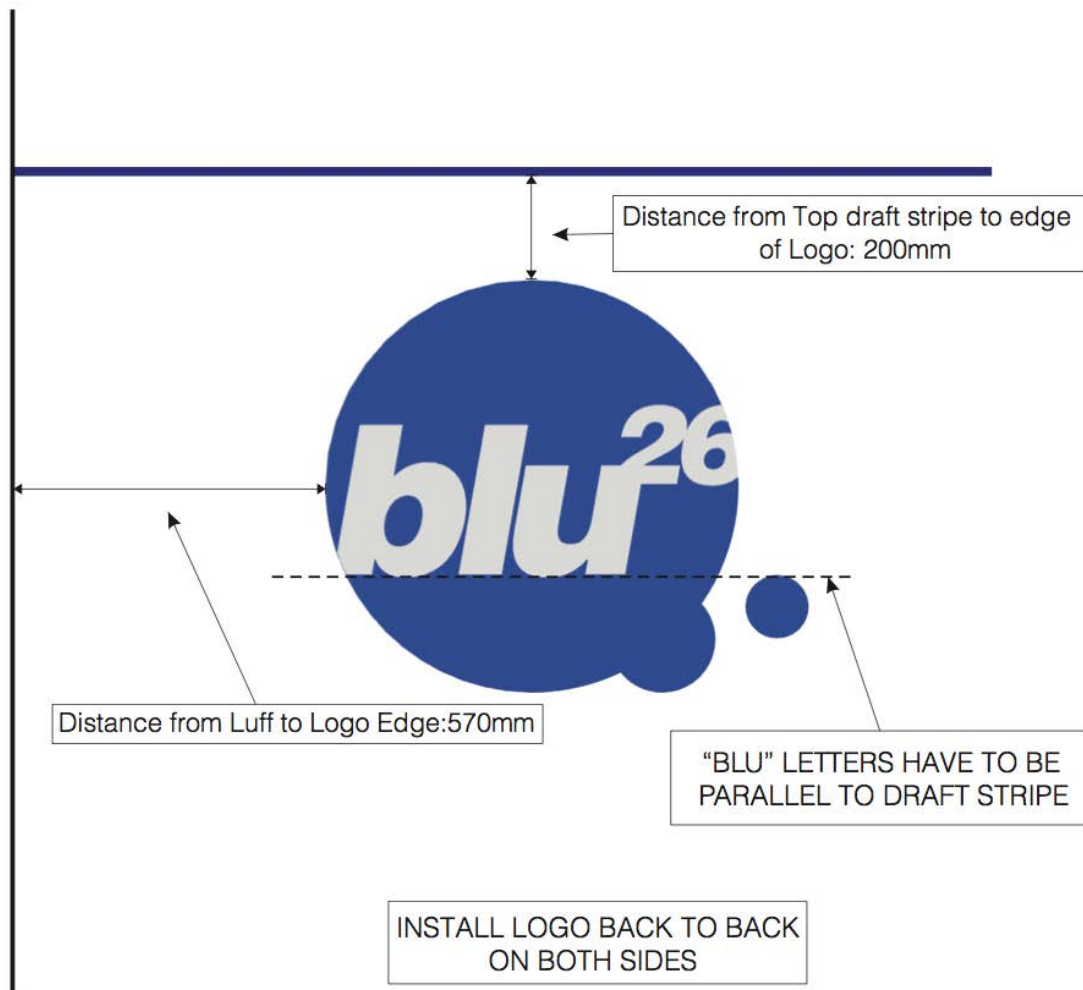 Distance from Top draft stripe to edge
of Logo: 200mm
blu26
Distance from Luff to Logo Edge:570mm
“BLU” LETTERS HAVE TO BE
PARALLEL TO DRAFT STRIPE
INSTALL LOGO BACK TO BACK
ON BOTH SIDES